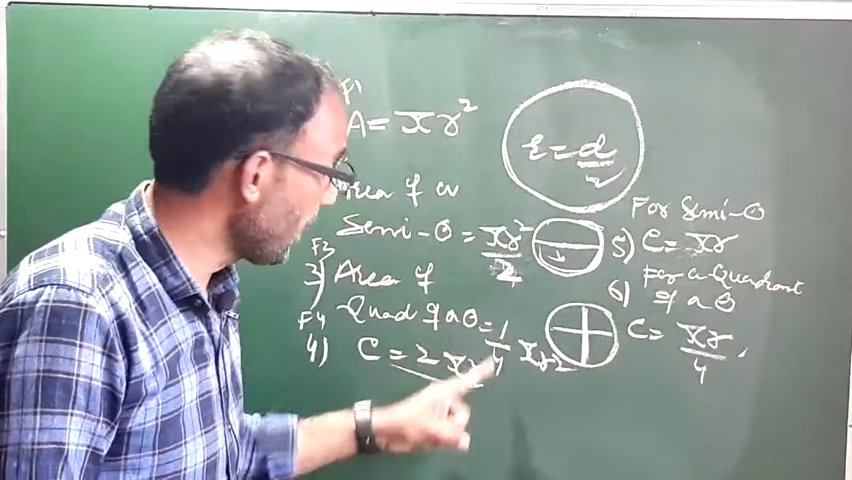 F1
A = πr²
r = d/2
Area of a
Semi-⊙ = πr²/2
F3
3) Area of
Quad of a ⊙ = 1/4 πr²
F4
4) C = 2πr
For Semi-⊙
5) C = πr
For a Quadrant
6) of a ⊙
C = πr/4